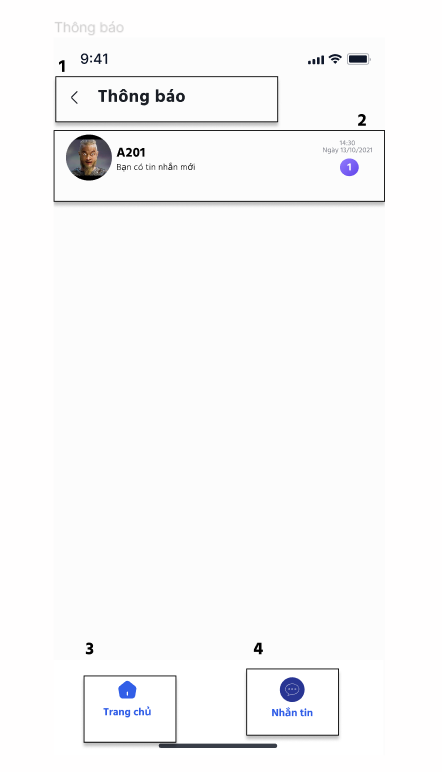 Thông báo
9:41
1
Thông báo
2
A201
14:30
Ngày 13/10/2021
Bạn có tin nhắn mới
1
3
4
Trang chủ
Nhắn tin